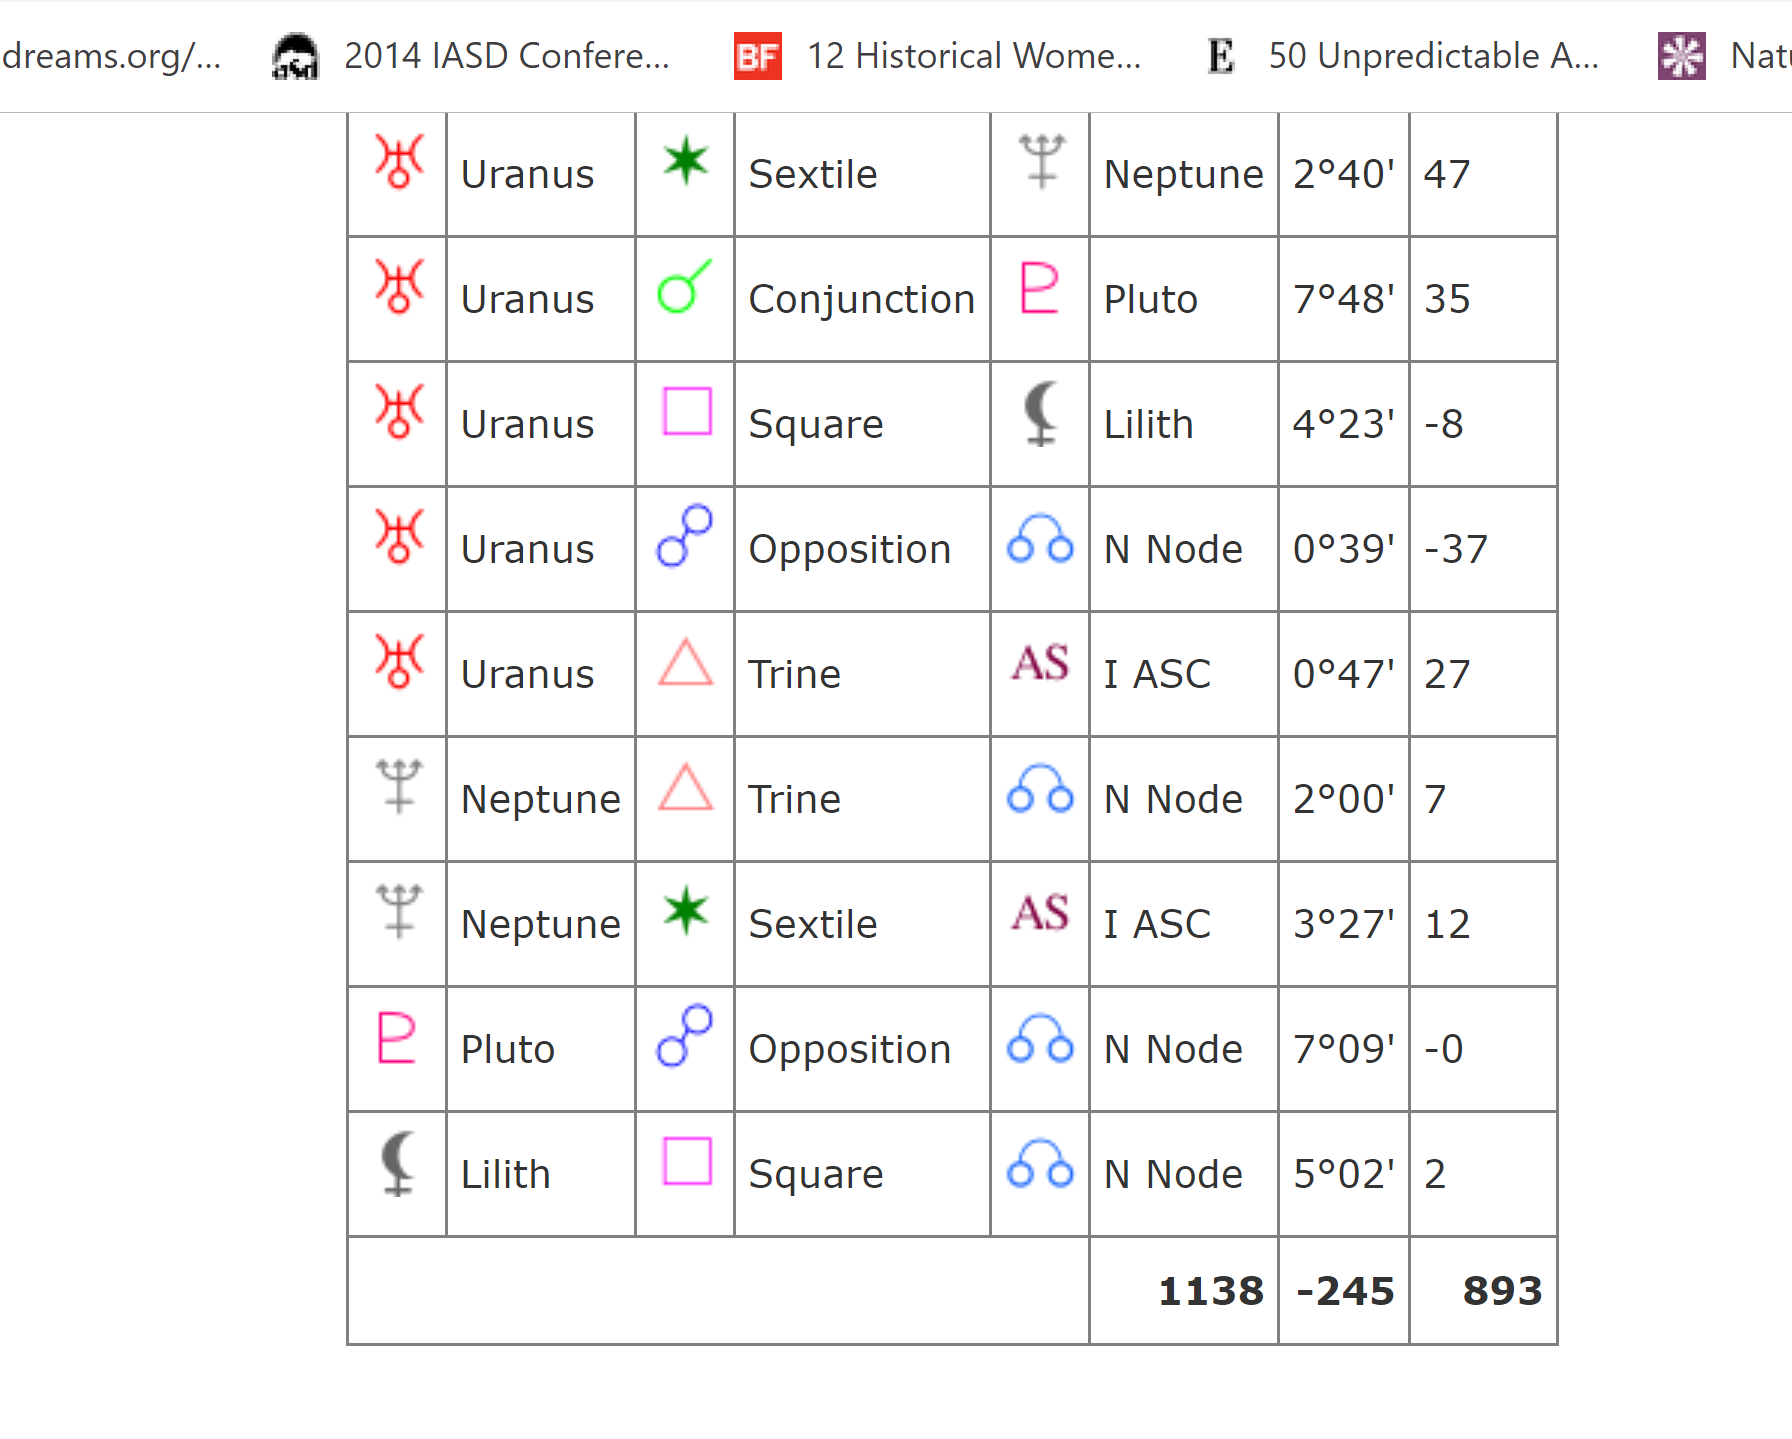 dreams.org/... 2014 IASD Confere... BF 12 Historical Wome... E 50 Unpredictable A... Natu
Uranus Sextile Neptune 2°40' 47
Uranus Conjunction Pluto 7°48' 35
Uranus Square Lilith 4°23' -8
Uranus Opposition N Node 0°39' -37
Uranus Trine AS I ASC 0°47' 27
Neptune Trine N Node 2°00' 7
Neptune Sextile AS I ASC 3°27' 12
Pluto Opposition N Node 7°09' -0
Lilith Square N Node 5°02' 2
1138 -245 893